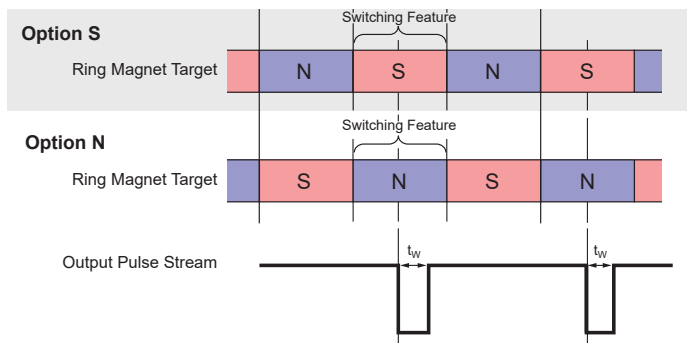 Switching Feature
Option S
Ring Magnet Target
N S N S
Switching Feature
Option N
Ring Magnet Target
S N S N
tw tw
Output Pulse Stream